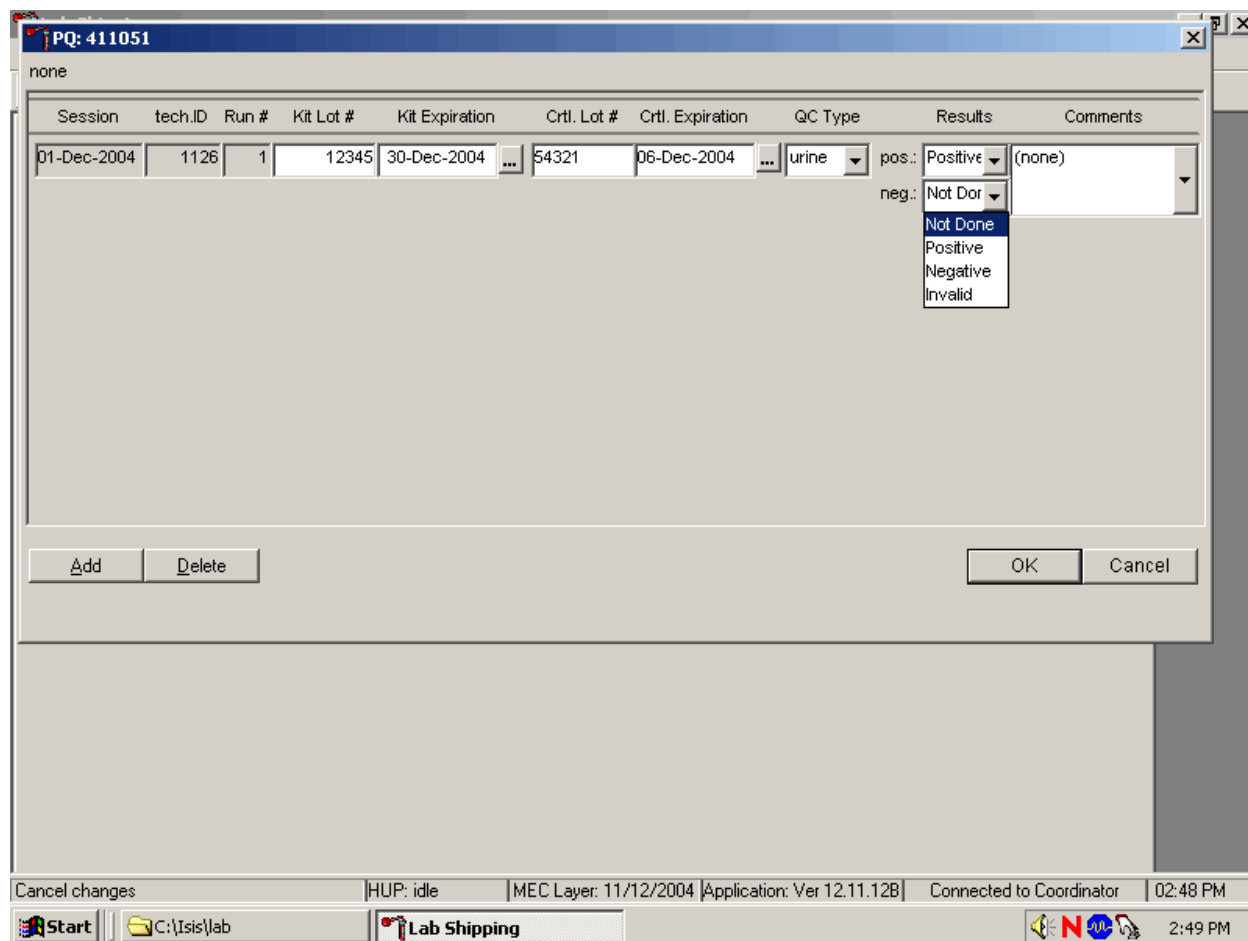 PQ: 411051
none
Session tech.ID Run # Kit Lot # Kit Expiration Crtl. Lot # Crtl. Expiration QC Type Results Comments
01-Dec-2004 1126 1 12345 30-Dec-2004 ... 54321 06-Dec-2004 ... urine pos.: Positive (none)
neg.: Not Dor
Not Done
Positive
Negative
Invalid
Add Delete OK Cancel
Cancel changes HUP: idle MEC Layer: 11/12/2004 Application: Ver 12.11.12B Connected to Coordinator 02:48 PM
Start C:\Isis\lab Lab Shipping N 2:49 PM